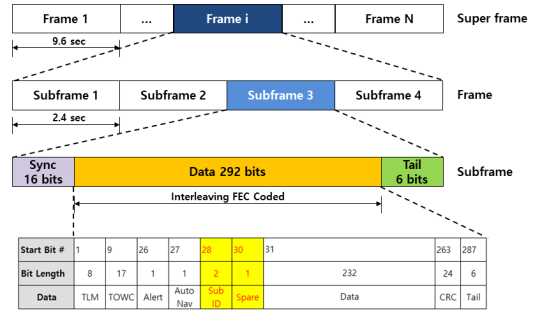 Frame 1 ... Frame i ... Frame N Super frame
9.6 sec
Subframe 1 Subframe 2 Subframe 3 Subframe 4 Frame
2.4 sec
Sync
16 bits
Data 292 bits
Tail
6 bits
Subframe
Interleaving FEC Coded
Start Bit # 1 9 26 27 28 30 31 263 287
Bit Length 8 17 1 1 2 1 232 24 6
Data TLM TOWC Alert Auto Nav Sub ID Spare Data CRC Tail